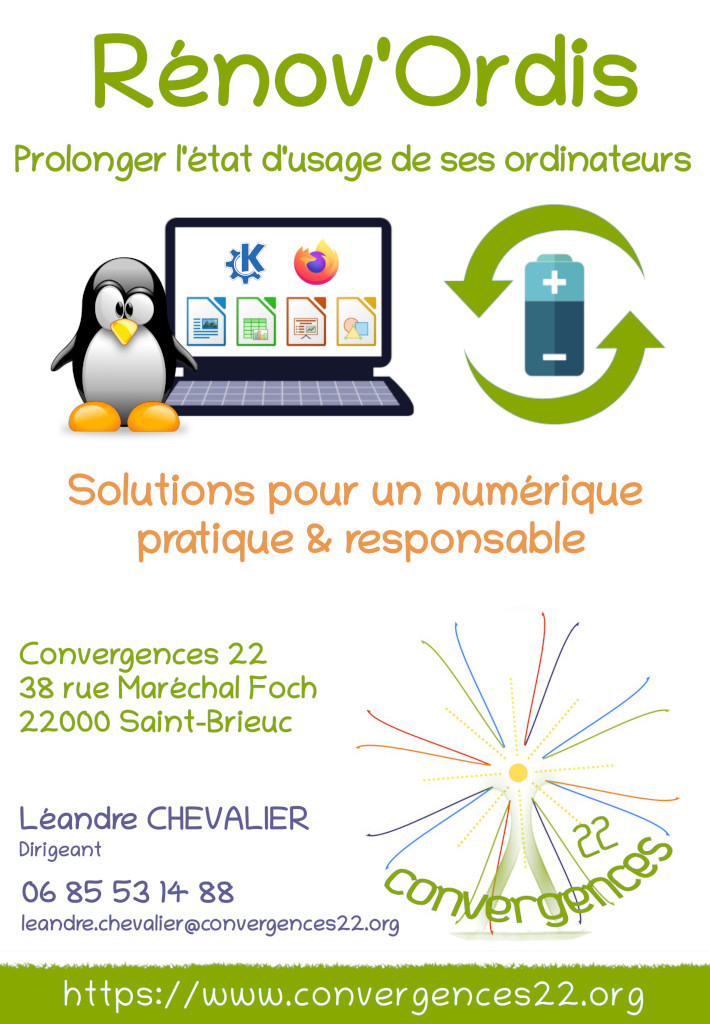 Rénov'Ordis
Prolonger l'état d'usage de ses ordinateurs
K
Solutions pour un numérique
pratique & responsable
Convergences 22
38 rue Maréchal Foch
22000 Saint-Brieuc
Léandre CHEVALIER
Dirigeant
06 85 53 14 88
leandre.chevalier@convergences22.org
22
convergences
https://www.convergences22.org